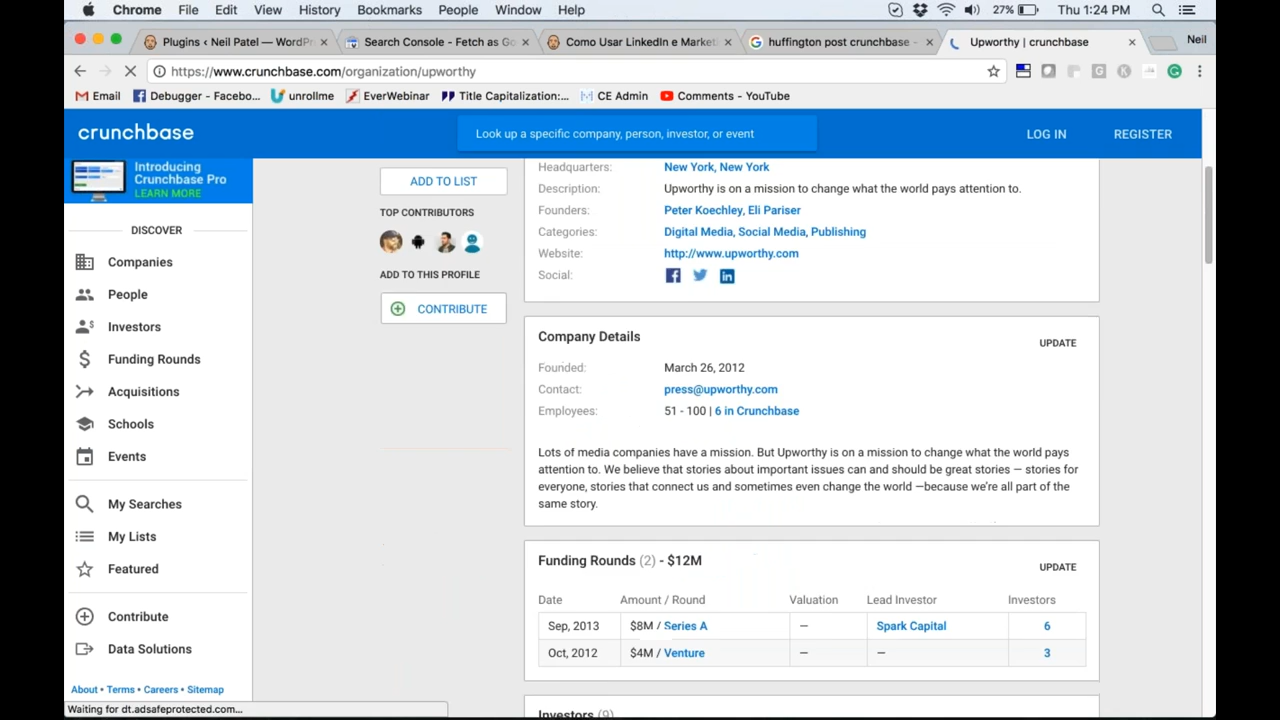 Chrome File Edit View History Bookmarks People Window Help 27% Thu 1:24 PM
Plugins ‹ Neil Patel — WordPr × Search Console - Fetch as Go × Como Usar LinkedIn e Market × huffington post crunchbase - × Upworthy | crunchbase × Neil
https://www.crunchbase.com/organization/upworthy
Email Debugger - Facebo... unrollme EverWebinar Title Capitalization:... CE Admin Comments - YouTube
crunchbase Look up a specific company, person, investor, or event LOG IN REGISTER
Introducing
Crunchbase Pro
LEARN MORE
DISCOVER
Companies
People
Investors
Funding Rounds
Acquisitions
Schools
Events
My Searches
My Lists
Featured
Contribute
Data Solutions
About • Terms • Careers • Sitemap
Waiting for dt.adsafeprotected.com...
ADD TO LIST
TOP CONTRIBUTORS
ADD TO THIS PROFILE
CONTRIBUTE
Headquarters: New York, New York
Description: Upworthy is on a mission to change what the world pays attention to.
Founders: Peter Koechley, Eli Pariser
Categories: Digital Media, Social Media, Publishing
Website: http://www.upworthy.com
Social:
Company Details UPDATE
Founded: March 26, 2012
Contact: press@upworthy.com
Employees: 51 - 100 | 6 in Crunchbase
Lots of media companies have a mission. But Upworthy is on a mission to change what the world pays
attention to. We believe that stories about important issues can and should be great stories — stories for
everyone, stories that connect us and sometimes even change the world —because we're all part of the
same story.
Funding Rounds (2) - $12M UPDATE
Date Amount / Round Valuation Lead Investor Investors
Sep, 2013 $8M / Series A — Spark Capital 6
Oct, 2012 $4M / Venture — — 3
Investors (9)